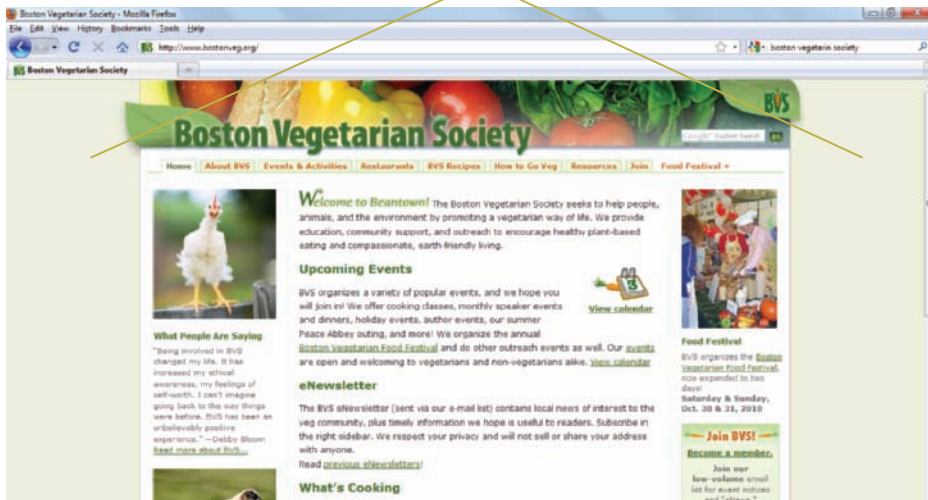 Boston Vegetarian Society - Mozilla Firefox
File Edit View History Bookmarks Tools Help
BVS http://www.bostonveg.org/
boston vegetarin society
BVS Boston Vegetarian Society
BVS
Boston Vegetarian Society
Home About BVS Events & Activities Restaurants BVS Recipes How to Go Veg Resources Join Food Festival »
What People Are Saying
"Being involved in BVS
changed my life. It has
increased my ethical
awareness, my feelings of
self-worth. I can't imagine
going back to the way things
were before. BVS has been an
unbelievably positive
experience." —Debby Bloom
Read more about BVS...
Welcome to Beantown! The Boston Vegetarian Society seeks to help people,
animals, and the environment by promoting a vegetarian way of life. We provide
education, community support, and outreach to encourage healthy plant-based
eating and compassionate, earth-friendly living.
Upcoming Events
BVS organizes a variety of popular events, and we hope you
will join in! We offer cooking classes, monthly speaker events
and dinners, holiday events, author events, our summer
Peace Abbey outing, and more! We organize the annual
Boston Vegetarian Food Festival and do other outreach events as well. Our events
are open and welcoming to vegetarians and non-vegetarians alike. View calendar
3
View calendar
eNewsletter
The BVS eNewsletter (sent via our e-mail list) contains local news of interest to the
veg community, plus timely information we hope is useful to readers. Subscribe in
the right sidebar. We respect your privacy and will not sell or share your address
with anyone.
Read previous eNewsletters!
What's Cooking
Food Festival
BVS organizes the Boston
Vegetarian Food Festival,
now expanded to two
days!
Saturday & Sunday,
Oct. 30 & 31, 2010
Join BVS!
Become a member.
Join our
low-volume email
list for event notices